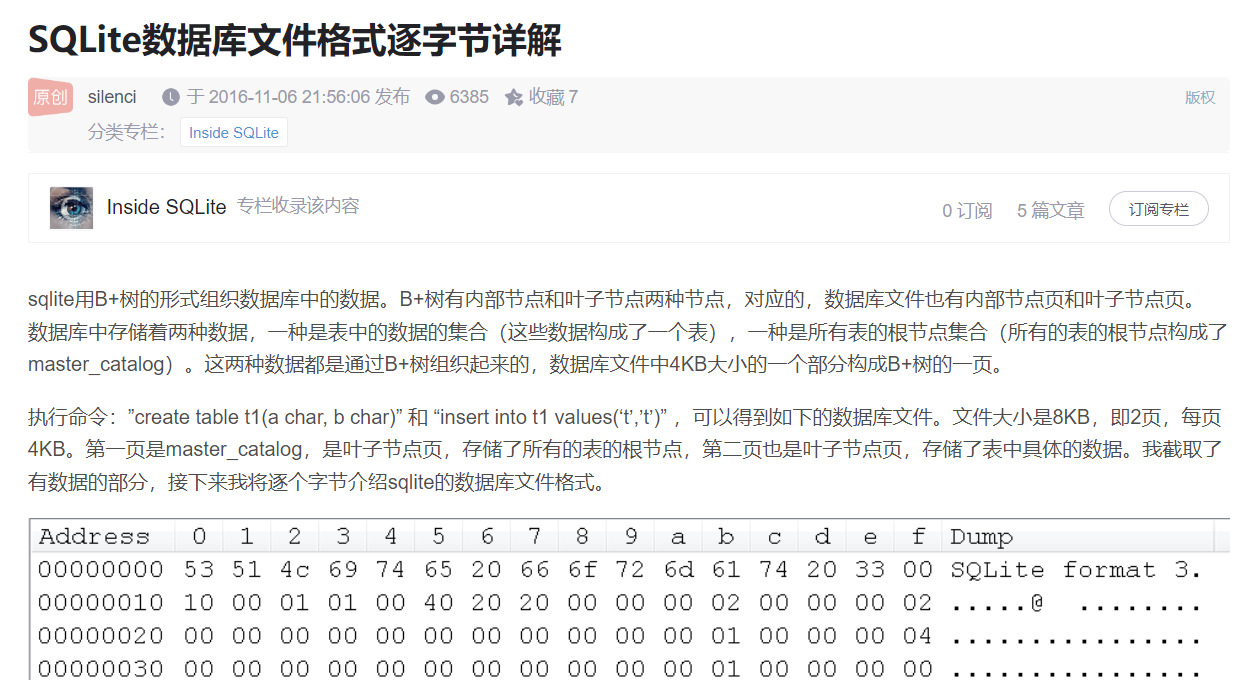 SQLite数据库文件格式逐字节详解
原创 silenci 于 2016-11-06 21:56:06 发布 6385 收藏 7 版权
分类专栏： Inside SQLite
Inside SQLite 专栏收录该内容 0 订阅 5 篇文章 订阅专栏
sqlite用B+树的形式组织数据库中的数据。B+树有内部节点和叶子节点两种节点，对应的，数据库文件也有内部节点页和叶子节点页。
数据库中存储着两种数据，一种是表中的数据的集合（这些数据构成了一个表），一种是所有表的根节点集合（所有的表的根节点构成了
master_catalog）。这两种数据都是通过B+树组织起来的，数据库文件中4KB大小的一个部分构成B+树的一页。
执行命令：”create table t1(a char, b char)” 和 “insert into t1 values(‘t’,’t’)” ，可以得到如下的数据库文件。文件大小是8KB，即2页，每页
4KB。第一页是master_catalog，是叶子节点页，存储了所有的表的根节点，第二页也是叶子节点页，存储了表中具体的数据。我截取了
有数据的部分，接下来我将逐个字节介绍sqlite的数据库文件格式。
Address 0 1 2 3 4 5 6 7 8 9 a b c d e f Dump
00000000 53 51 4c 69 74 65 20 66 6f 72 6d 61 74 20 33 00 SQLite format 3.
00000010 10 00 01 01 00 40 20 20 00 00 00 02 00 00 00 02 .....@  ........
00000020 00 00 00 00 00 00 00 00 00 00 00 01 00 00 00 04 ................
00000030 00 00 00 00 00 00 00 00 00 00 00 01 00 00 00 00 ................